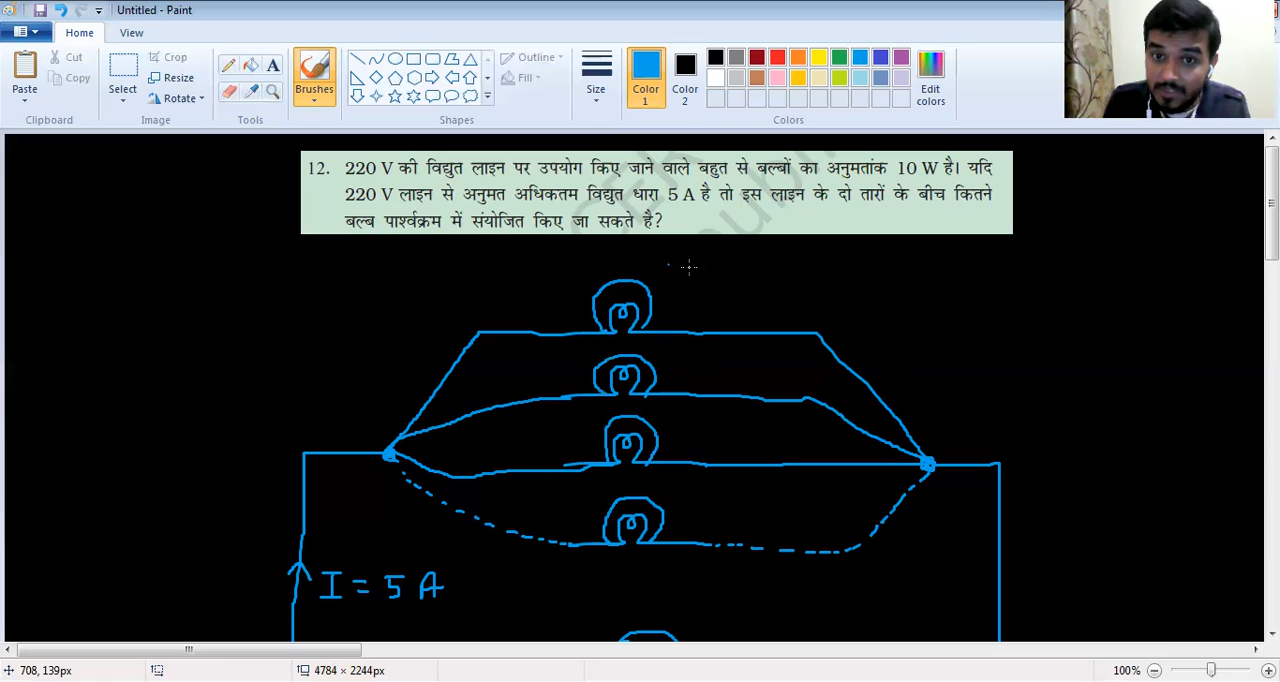 Untitled - Paint
Home View
Paste
Cut
Copy
Clipboard
Select
Crop
Resize
Rotate
Image
A
Tools
Brushes
Outline
Fill
Shapes
Size
Color 1
Color 2
Edit colors
Colors
12. 220 V की विद्युत लाइन पर उपयोग किए जाने वाले बहुत से बल्बों का अनुमतांक 10 W है। यदि
220 V लाइन से अनुमत अधिकतम विद्युत धारा 5 A है तो इस लाइन के दो तारों के बीच कितने
बल्ब पार्श्वक्रम में संयोजित किए जा सकते है?
I = 5 A
708, 139px
4784 × 2244px
100%